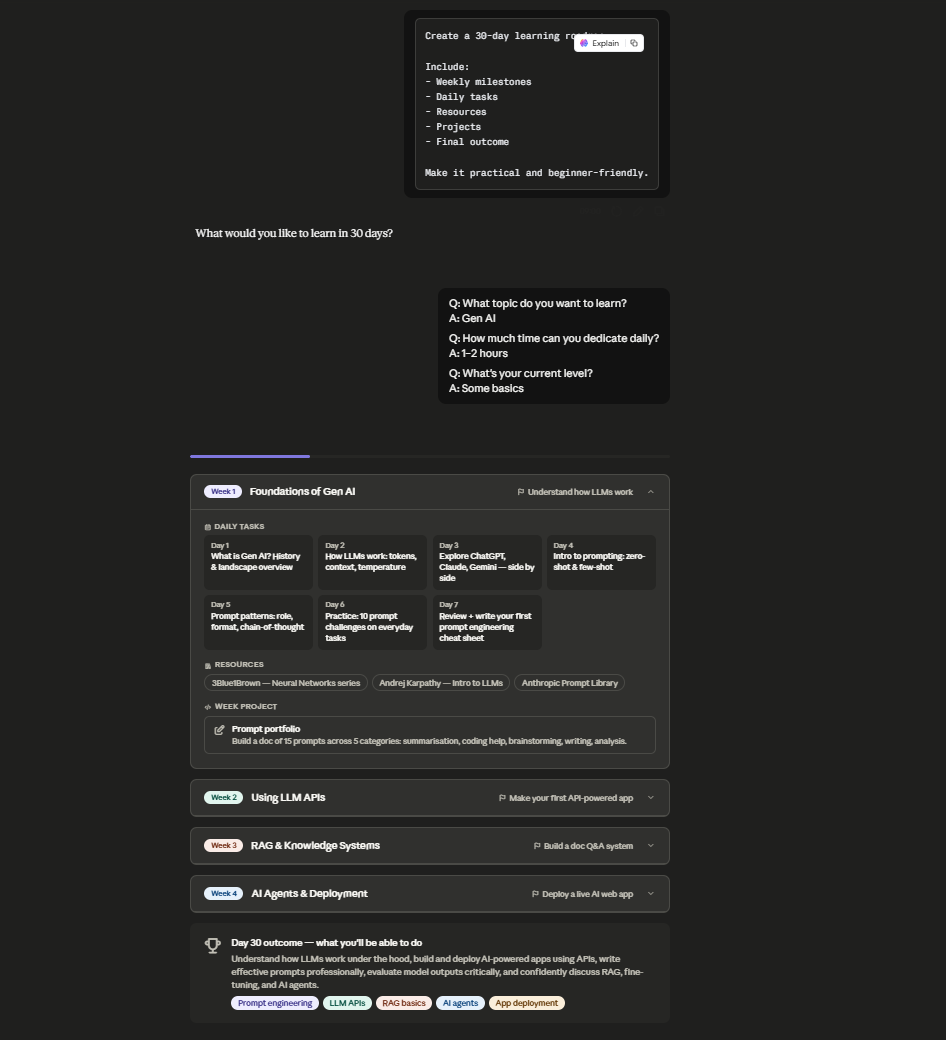 Create a 30-day learning
Explain
Include:
- Weekly milestones
- Daily tasks
- Resources
- Projects
- Final outcome
Make it practical and beginner-friendly.
What would you like to learn in 30 days?
Q: What topic do you want to learn?
A: Gen AI
Q: How much time can you dedicate daily?
A: 1–2 hours
Q: What's your current level?
A: Some basics
Week 1 Foundations of Gen AI Understand how LLMs work
DAILY TASKS
Day 1
What is Gen AI? History
& landscape overview
Day 2
How LLMs work: tokens,
context, temperature
Day 3
Explore ChatGPT,
Claude, Gemini — side by
side
Day 4
Intro to prompting: zero-
shot & few-shot
Day 5
Prompt patterns: role,
format, chain-of-thought
Day 6
Practice: 10 prompt
challenges on everyday
tasks
Day 7
Review + write your first
prompt engineering
cheat sheet
RESOURCES
3Blue1Brown — Neural Networks series
Andrej Karpathy — Intro to LLMs
Anthropic Prompt Library
WEEK PROJECT
Prompt portfolio
Build a doc of 15 prompts across 5 categories: summarisation, coding help, brainstorming, writing, analysis.
Week 2 Using LLM APIs Make your first API-powered app
Week 3 RAG & Knowledge Systems Build a doc Q&A system
Week 4 AI Agents & Deployment Deploy a live AI web app
Day 30 outcome — what you'll be able to do
Understand how LLMs work under the hood, build and deploy AI-powered apps using APIs, write
effective prompts professionally, evaluate model outputs critically, and confidently discuss RAG, fine-
tuning, and AI agents.
Prompt engineering LLM APIs RAG basics AI agents App deployment